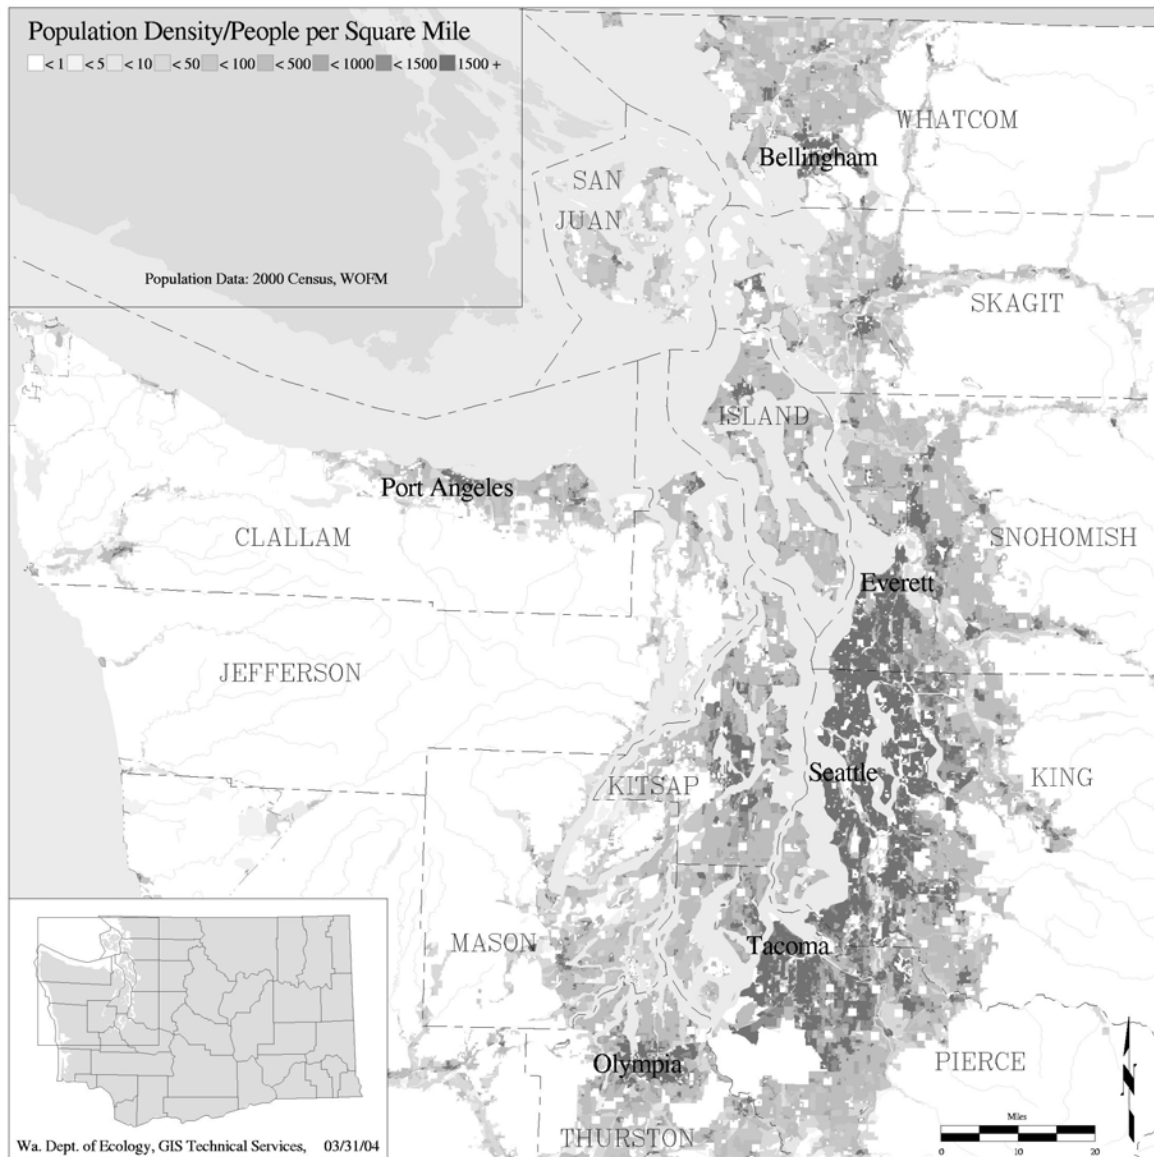 Population Density/People per Square Mile
< 1 < 5 < 10 < 50 < 100 < 500 < 1000 < 1500 1500 +
Population Data: 2000 Census, WOFM
WHATCOM
Bellingham
SAN
JUAN
SKAGIT
ISLAND
Port Angeles
CLALLAM
SNOHOMISH
Everett
JEFFERSON
Seattle
KITSAP
KING
MASON
Tacoma
Olympia
PIERCE
THURSTON
N
Miles
0 10 20
Wa. Dept. of Ecology, GIS Technical Services, 03/31/04